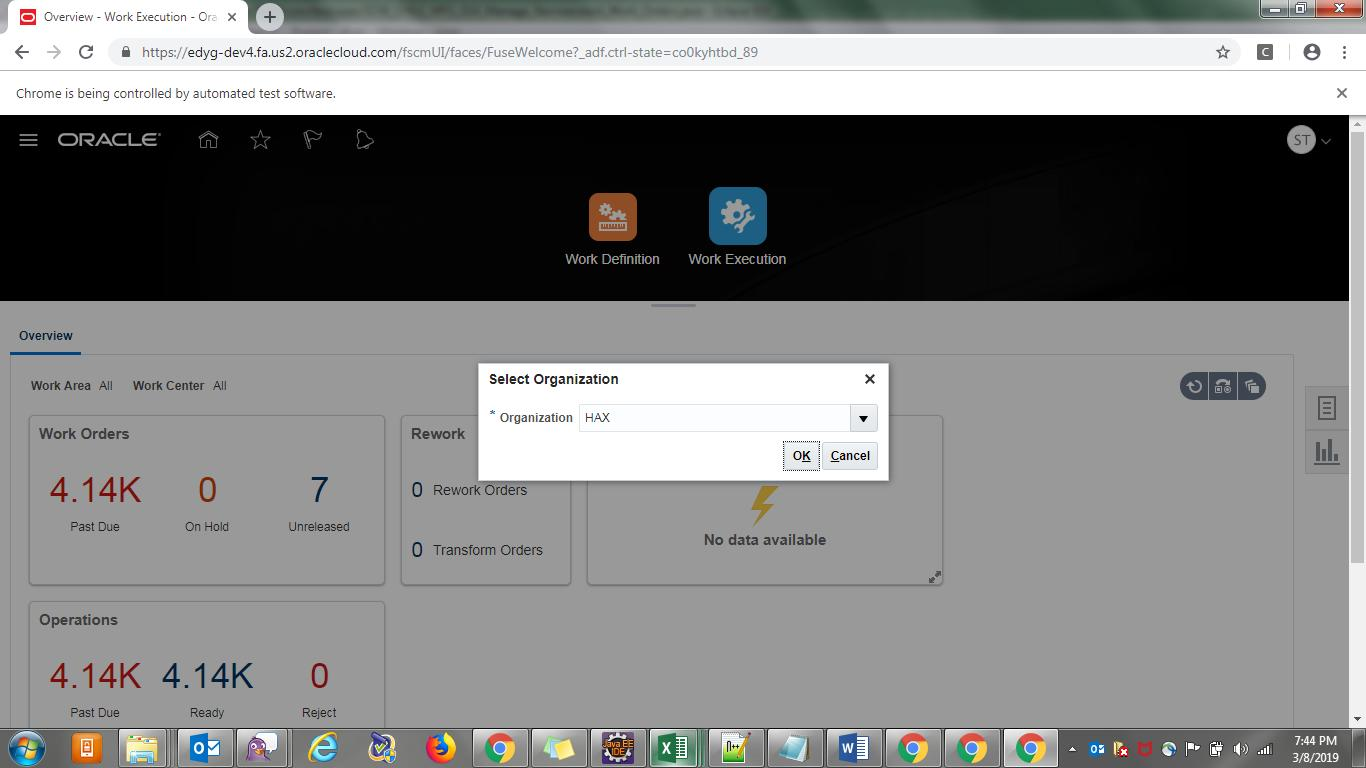 Overview - Work Execution - Ora
https://edyg-dev4.fa.us2.oraclecloud.com/fscmUI/faces/FuseWelcome?_adf.ctrl-state=co0kyhtbd_89
C
Chrome is being controlled by automated test software.
ORACLE
ST
Work Definition
Work Execution
Overview
Work Area All Work Center All
Select Organization
* Organization HAX
OK Cancel
Work Orders
4.14K 0 7
Past Due On Hold Unreleased
Rework
0 Rework Orders
0 Transform Orders
No data available
Operations
4.14K 4.14K 0
Past Due Ready Reject
Java EE
IDE
7:44 PM
3/8/2019